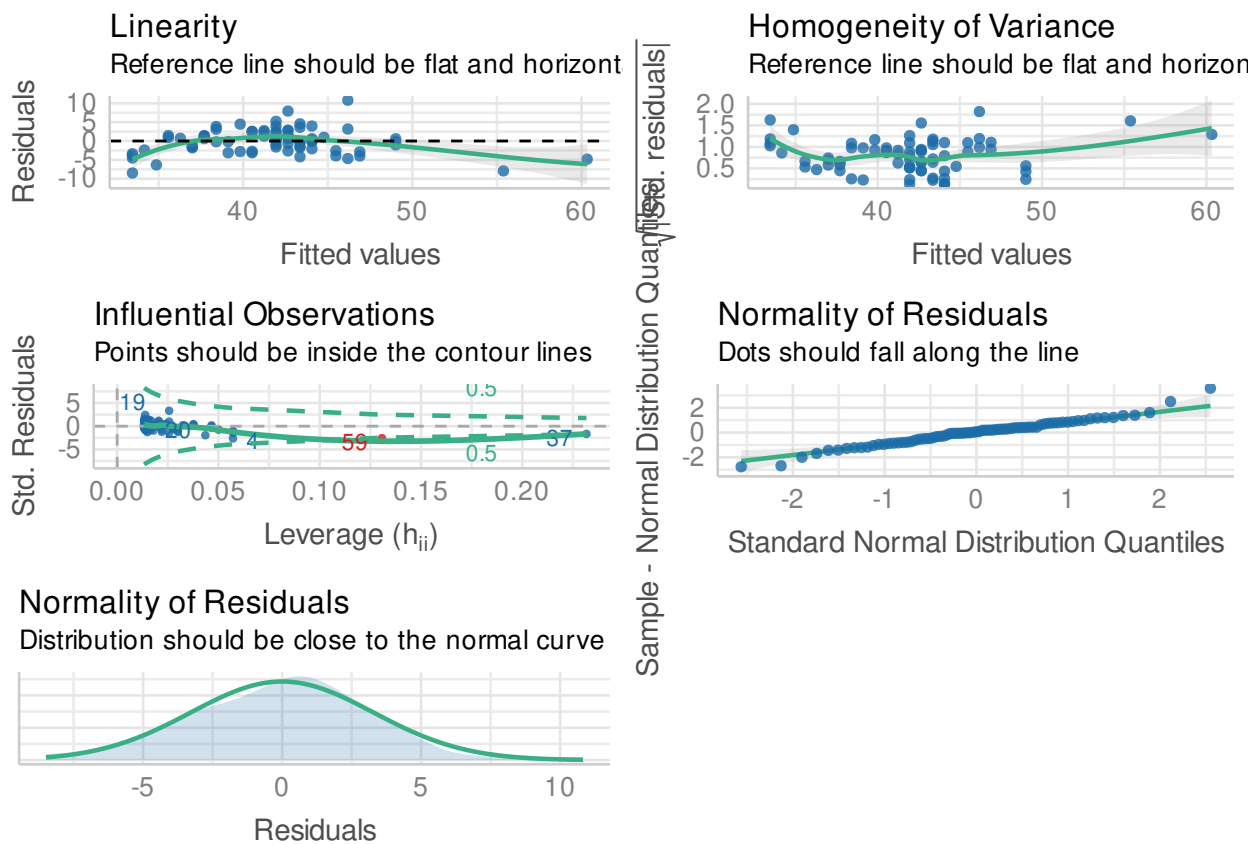 Linearity
Reference line should be flat and horizont
Residuals
10
5
0
-5
-10
40
50
60
Fitted values
Homogeneity of Variance
Reference line should be flat and horizon
√|Std. residuals|
2.0
1.5
1.0
0.5
40
50
60
Fitted values
Influential Observations
Points should be inside the contour lines
Std. Residuals
5
0
-5
0.5
19
20
4
59
37
0.5
0.00
0.05
0.10
0.15
0.20
Leverage (hii)
Normality of Residuals
Dots should fall along the line
Sample - Normal Distribution Quantiles
2
0
-2
-2
-1
0
1
2
Standard Normal Distribution Quantiles
Normality of Residuals
Distribution should be close to the normal curve
-5
0
5
10
Residuals